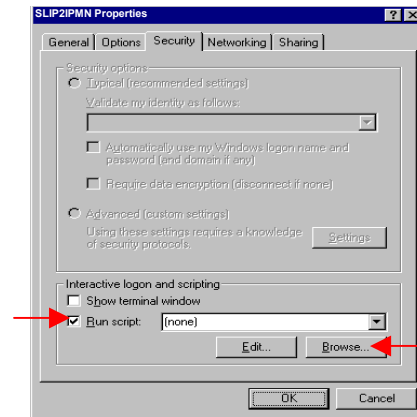 SLIP2IPMN Properties
General Options Security Networking Sharing
Security options
Typical (recommended settings)
Validate my identity as follows:
Automatically use my Windows logon name and
password (and domain if any)
Require data encryption (disconnect if none)
Advanced (custom settings)
Using these settings requires a knowledge
of security protocols.
Settings
Interactive logon and scripting
Show terminal window
Run script: (none)
Edit... Browse...
OK Cancel